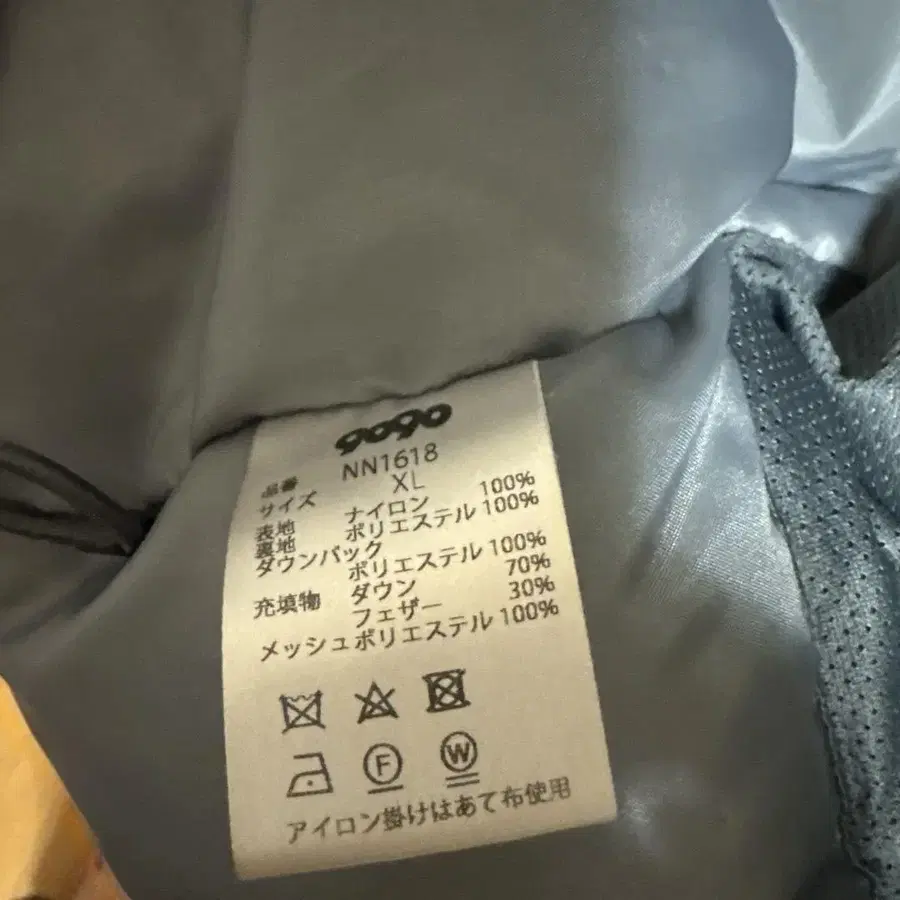 gogo
品番 NN1618
サイズ XL
表地 ナイロン 100%
裏地 ポリエステル 100%
ダウンバック
ポリエステル 100%
充填物 ダウン 70%
フェザー 30%
メッシュポリエステル 100%
F W
アイロン掛けはあて布使用